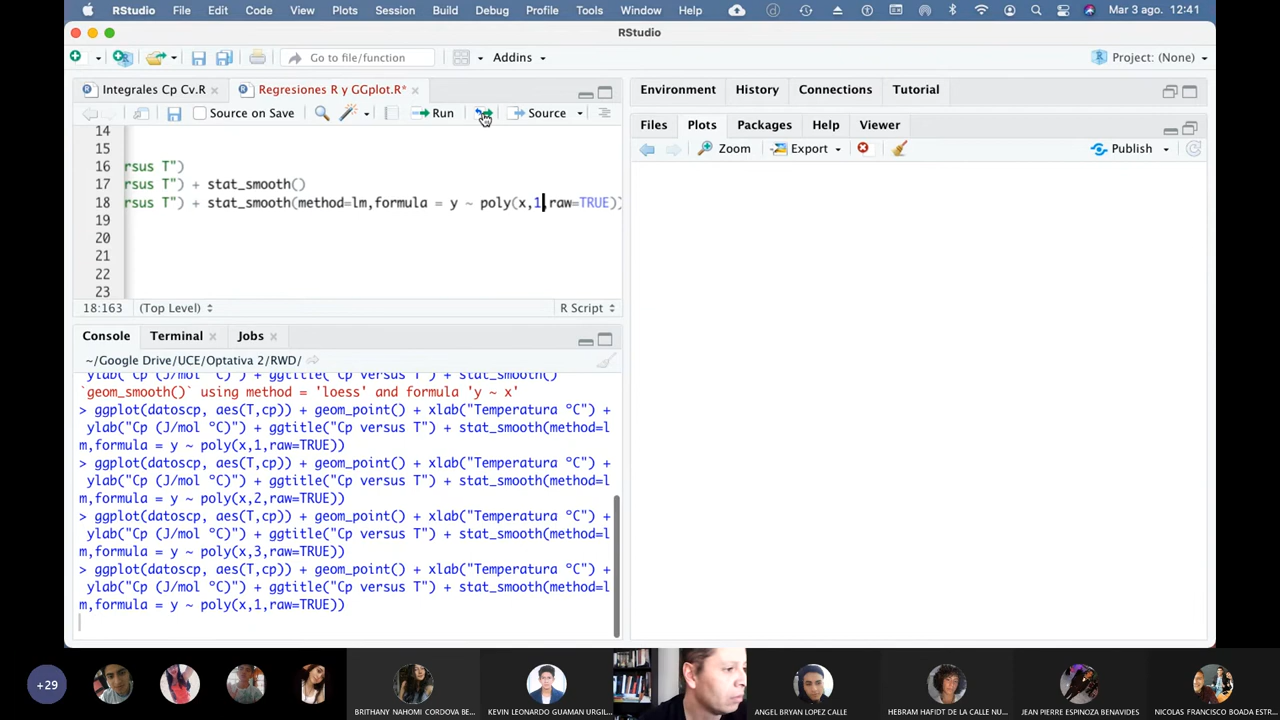 RStudio File Edit Code View Plots Session Build Debug Profile Tools Window Help Mar 3 ago. 12:41
RStudio
Go to file/function Addins Project: (None)
Integrales Cp Cv.R Regresiones R y GGplot.R*
Source on Save Run Source
14
15
16 rsus T")
17 rsus T") + stat_smooth()
18 rsus T") + stat_smooth(method=lm,formula = y ~ poly(x,1,raw=TRUE))
19
20
21
22
23
18:163 (Top Level) R Script
Console Terminal Jobs
~/Google Drive/UCE/Optativa 2/RWD/
ylab("Cp (J/mol °C)") + ggtitle("Cp versus T") + stat_smooth()
`geom_smooth()` using method = 'loess' and formula 'y ~ x'
> ggplot(datoscp, aes(T,cp)) + geom_point() + xlab("Temperatura °C") +
ylab("Cp (J/mol °C)") + ggtitle("Cp versus T") + stat_smooth(method=l
m,formula = y ~ poly(x,1,raw=TRUE))
> ggplot(datoscp, aes(T,cp)) + geom_point() + xlab("Temperatura °C") +
ylab("Cp (J/mol °C)") + ggtitle("Cp versus T") + stat_smooth(method=l
m,formula = y ~ poly(x,2,raw=TRUE))
> ggplot(datoscp, aes(T,cp)) + geom_point() + xlab("Temperatura °C") +
ylab("Cp (J/mol °C)") + ggtitle("Cp versus T") + stat_smooth(method=l
m,formula = y ~ poly(x,3,raw=TRUE))
> ggplot(datoscp, aes(T,cp)) + geom_point() + xlab("Temperatura °C") +
ylab("Cp (J/mol °C)") + ggtitle("Cp versus T") + stat_smooth(method=l
m,formula = y ~ poly(x,1,raw=TRUE))
Environment History Connections Tutorial
Files Plots Packages Help Viewer
Zoom Export Publish
+29
BRITHANY NAHOMI CORDOVA BE...
KEVIN LEONARDO GUAMAN URGIL...
ANGEL BRYAN LOPEZ CALLE
HEBRAM HAFIDT DE LA CALLE NU...
JEAN PIERRE ESPINOZA BENAVIDES
NICOLAS FRANCISCO BOADA ESTR...